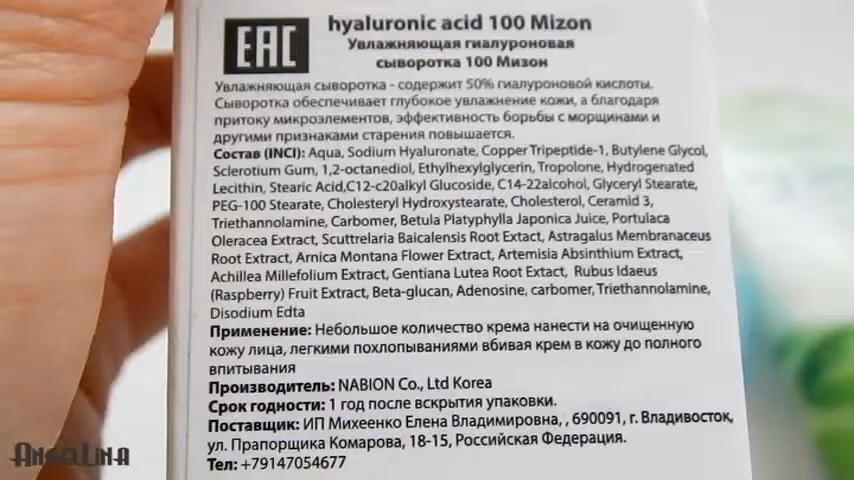 EAC
hyaluronic acid 100 Mizon
Увлажняющая гиалуроновая
сыворотка 100 Мизон
Увлажняющая сыворотка - содержит 50% гиалуроновой кислоты.
Сыворотка обеспечивает глубокое увлажнение кожи, а благодаря
притоку микроэлементов, эффективность борьбы с морщинами и
другими признаками старения повышается.
Состав (INCI): Aqua, Sodium Hyaluronate, Copper Tripeptide-1, Butylene Glycol,
Sclerotium Gum, 1,2-octanediol, Ethylhexylglycerin, Tropolone, Hydrogenated
Lecithin, Stearic Acid,C12-c20alkyl Glucoside, C14-22alcohol, Glyceryl Stearate,
PEG-100 Stearate, Cholesteryl Hydroxystearate, Cholesterol, Ceramid 3,
Triethannolamine, Carbomer, Betula Platyphylla Japonica Juice, Portulaca
Oleracea Extract, Scuttrelaria Baicalensis Root Extact, Astragalus Membranaceus
Root Extract, Arnica Montana Flower Extract, Artemisia Absinthium Extract,
Achillea Millefolium Extract, Gentiana Lutea Root Extact, Rubus Idaeus
(Raspberry) Fruit Extract, Beta-glucan, Adenosine, carbomer, Triethannolamine,
Disodium Edta
Применение: Небольшое количество крема нанести на очищенную
кожу лица, легкими похлопываниями вбивая крем в кожу до полного
впитывания
Производитель: NABION Co., Ltd Korea
Срок годности: 1 год после вскрытия упаковки.
Поставщик: ИП Михеенко Елена Владимировна, , 690091, г. Владивосток,
ул. Прапорщика Комарова, 18-15, Российская Федерация.
Тел: +79147054677
AngeLina